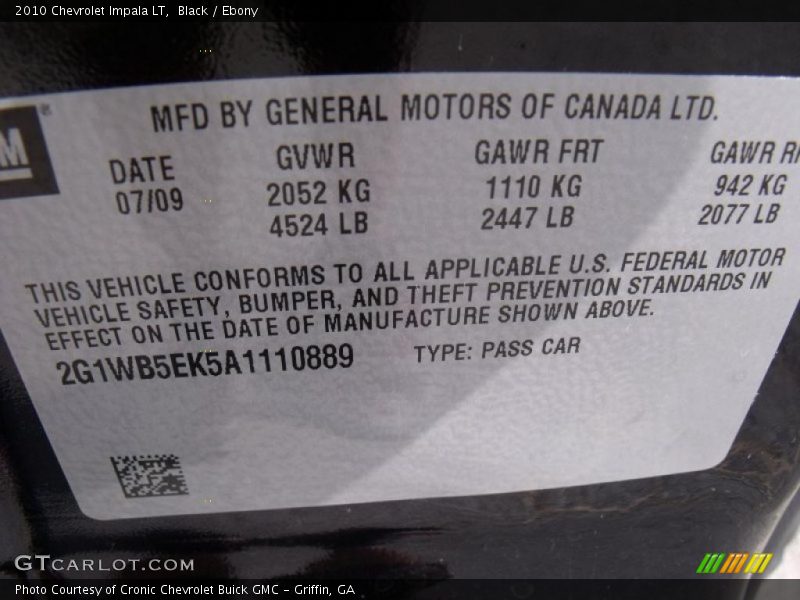 2010 Chevrolet Impala LT, Black / Ebony
MFD BY GENERAL MOTORS OF CANADA LTD.
GM
DATE GVWR GAWR FRT GAWR
07/09 2052 KG 1110 KG 942 KG
4524 LB 2447 LB 2077 LB
THIS VEHICLE CONFORMS TO ALL APPLICABLE U.S. FEDERAL MOTOR
VEHICLE SAFETY, BUMPER, AND THEFT PREVENTION STANDARDS IN
EFFECT ON THE DATE OF MANUFACTURE SHOWN ABOVE.
2G1WB5EK5A1110889 TYPE: PASS CAR
GTCARLOT.COM
Photo Courtesy of Cronic Chevrolet Buick GMC - Griffin, GA